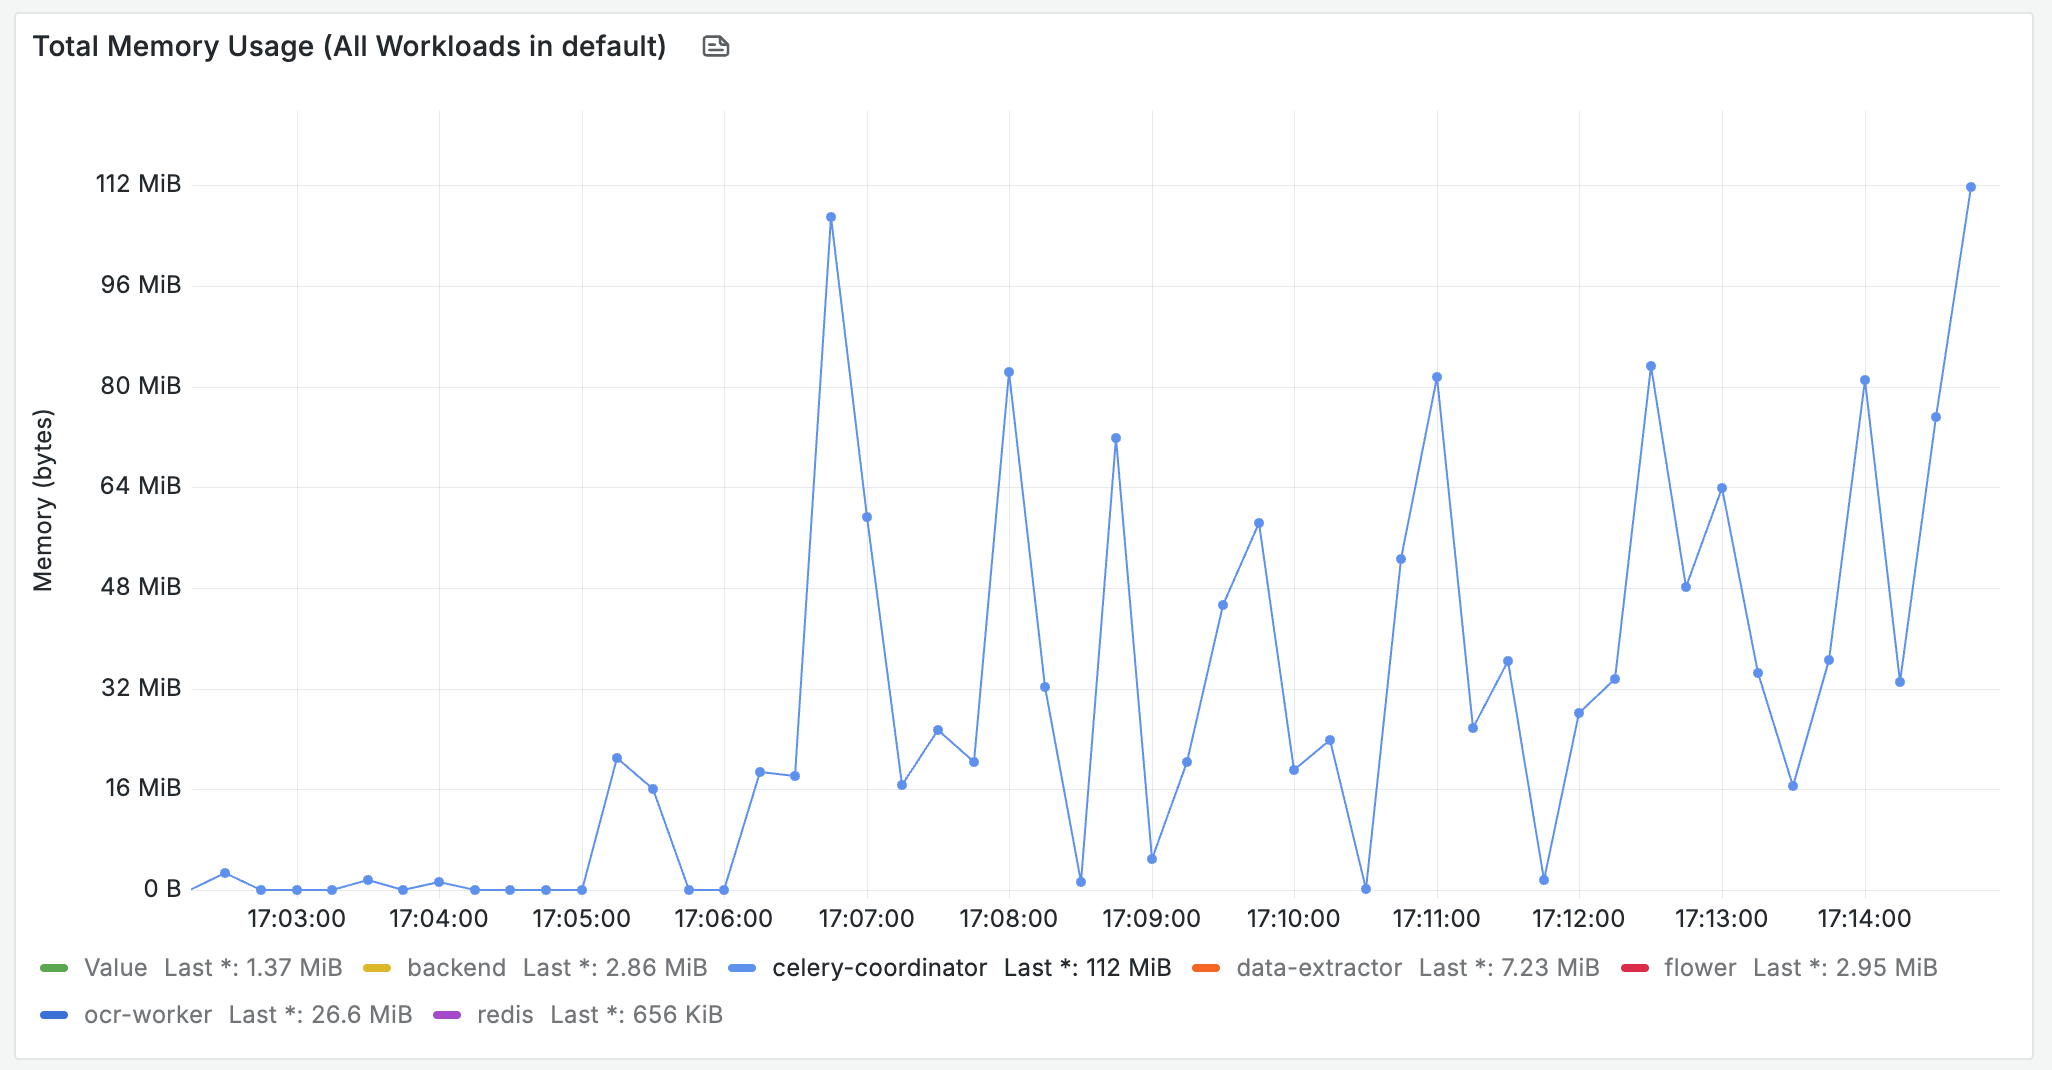 Total Memory Usage (All Workloads in default)
112 MiB
96 MiB
80 MiB
64 MiB
48 MiB
32 MiB
16 MiB
0 B
Memory (bytes)
17:03:00 17:04:00 17:05:00 17:06:00 17:07:00 17:08:00 17:09:00 17:10:00 17:11:00 17:12:00 17:13:00 17:14:00
Value Last *: 1.37 MiB backend Last *: 2.86 MiB celery-coordinator Last *: 112 MiB data-extractor Last *: 7.23 MiB flower Last *: 2.95 MiB
ocr-worker Last *: 26.6 MiB redis Last *: 656 KiB